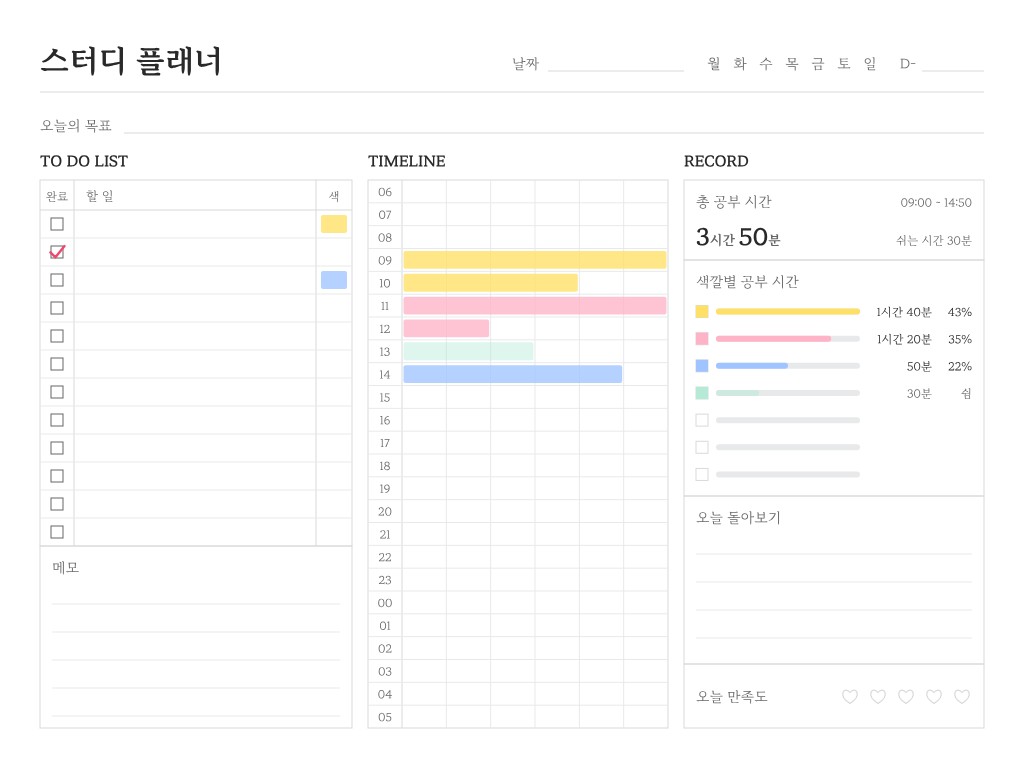 스터디 플래너
날짜 월 화 수 목 금 토 일 D-
오늘의 목표
TO DO LIST
완료 할 일 색
메모
TIMELINE
06
07
08
09
10
11
12
13
14
15
16
17
18
19
20
21
22
23
00
01
02
03
04
05
RECORD
총 공부 시간 09:00 - 14:50
3시간 50분 쉬는 시간 30분
색깔별 공부 시간
1시간 40분 43%
1시간 20분 35%
50분 22%
30분 쉼
오늘 돌아보기
오늘 만족도